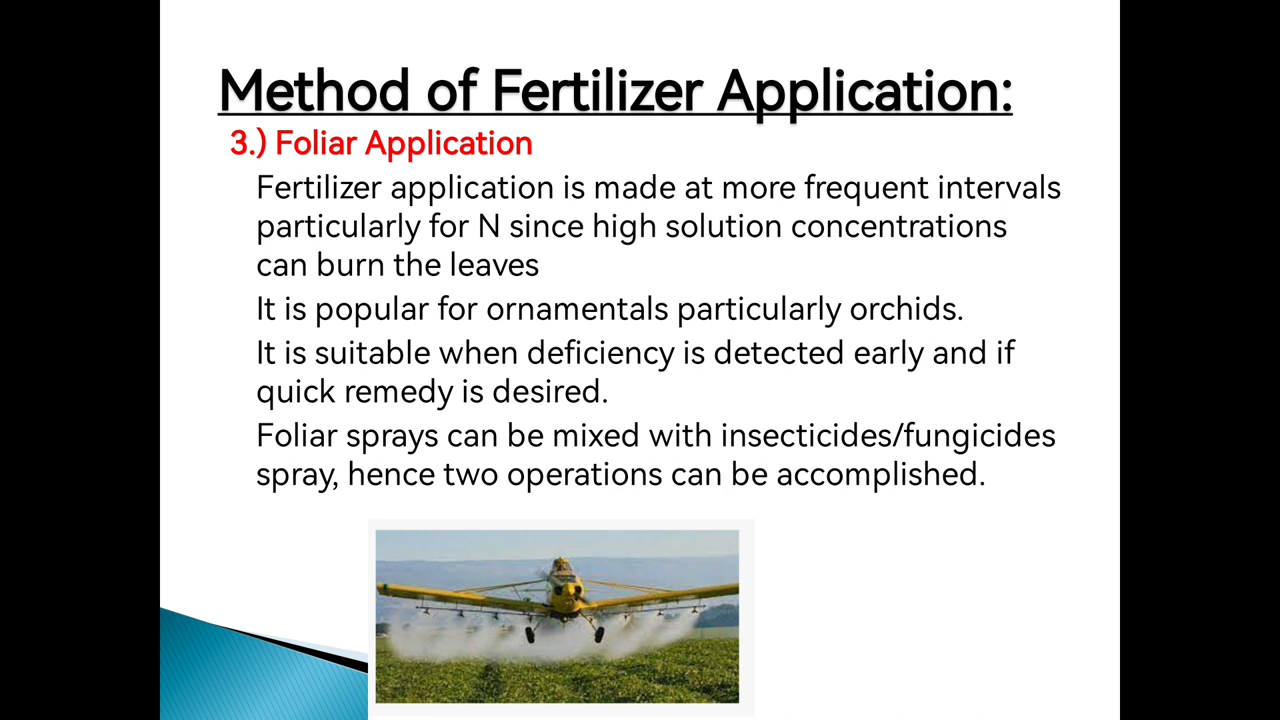 Method of Fertilizer Application:
3.) Foliar Application
Fertilizer application is made at more frequent intervals
particularly for N since high solution concentrations
can burn the leaves
It is popular for ornamentals particularly orchids.
It is suitable when deficiency is detected early and if
quick remedy is desired.
Foliar sprays can be mixed with insecticides/fungicides
spray, hence two operations can be accomplished.